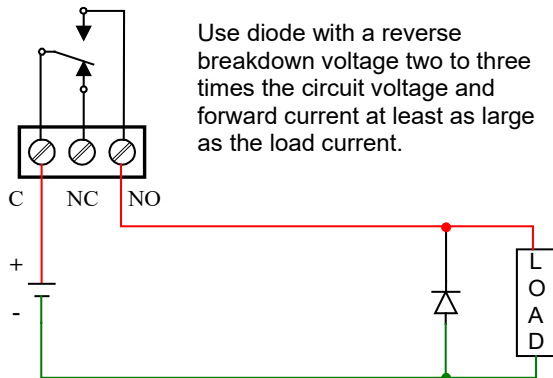 Use diode with a reverse
breakdown voltage two to three
times the circuit voltage and
forward current at least as large
as the load current.
C NC NO
+
-
L
O
A
D